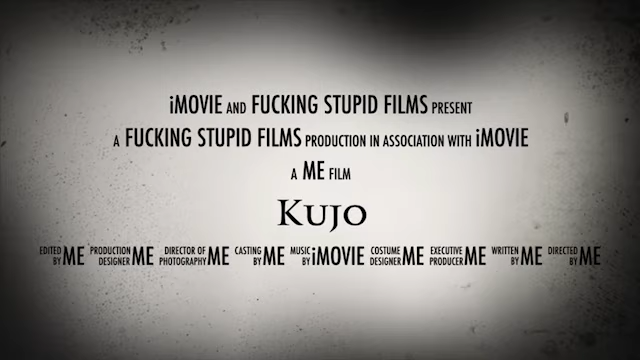 iMOVIE AND FUCKING STUPID FILMS PRESENT
A FUCKING STUPID FILMS PRODUCTION IN ASSOCIATION WITH iMOVIE
A ME FILM
KUJO
EDITED BY ME PRODUCTION DESIGNER ME DIRECTOR OF PHOTOGRAPHY ME CASTING BY ME MUSIC BY iMOVIE COSTUME DESIGNER ME EXECUTIVE PRODUCER ME WRITTEN BY ME DIRECTED BY ME